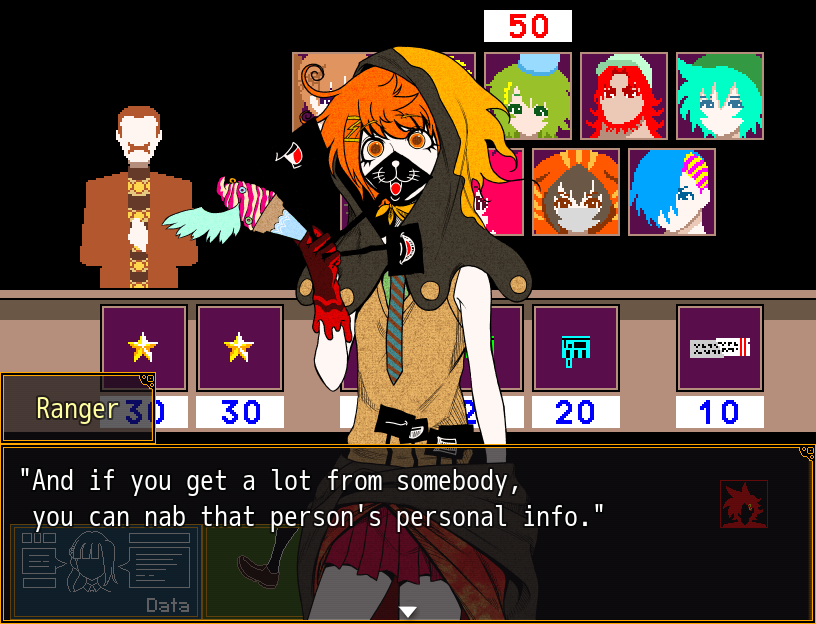 50
30
30
20
10
Ranger
"And if you get a lot from somebody,
you can nab that person's personal info."
Data